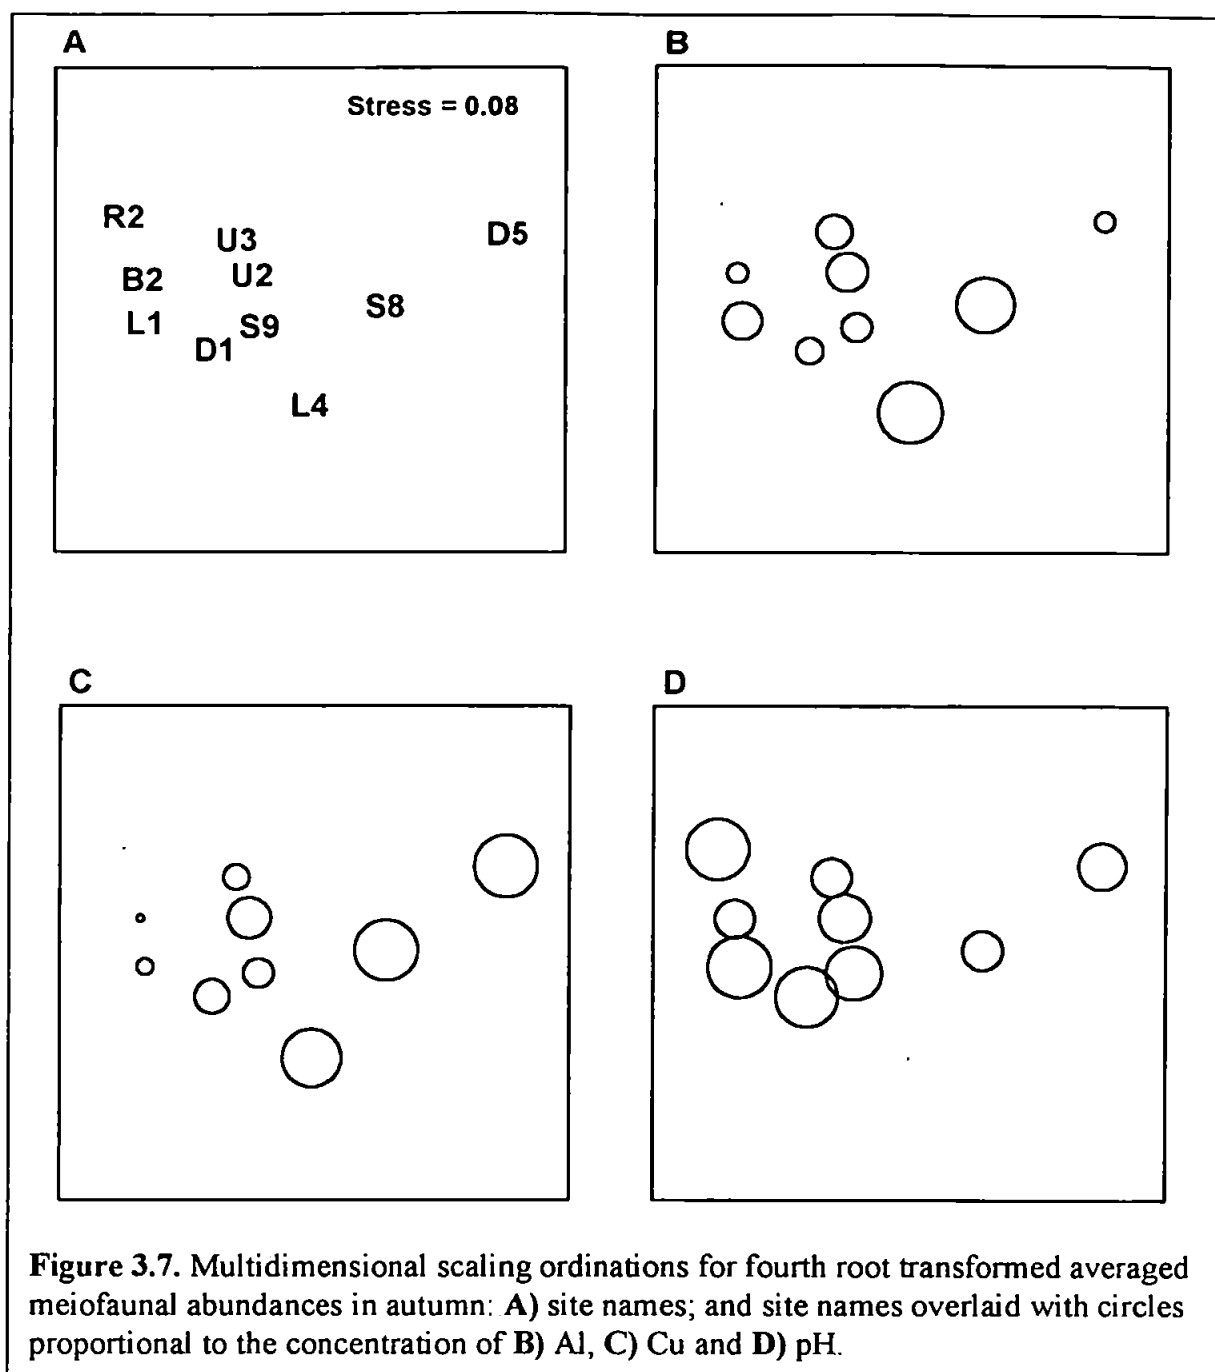 A
B
Stress = 0.08
R2
U3
D5
B2
U2
S8
L1
S9
D1
L4
C
D
Figure 3.7. Multidimensional scaling ordinations for fourth root transformed averaged
meiofaunal abundances in autumn: A) site names; and site names overlaid with circles
proportional to the concentration of B) Al, C) Cu and D) pH.